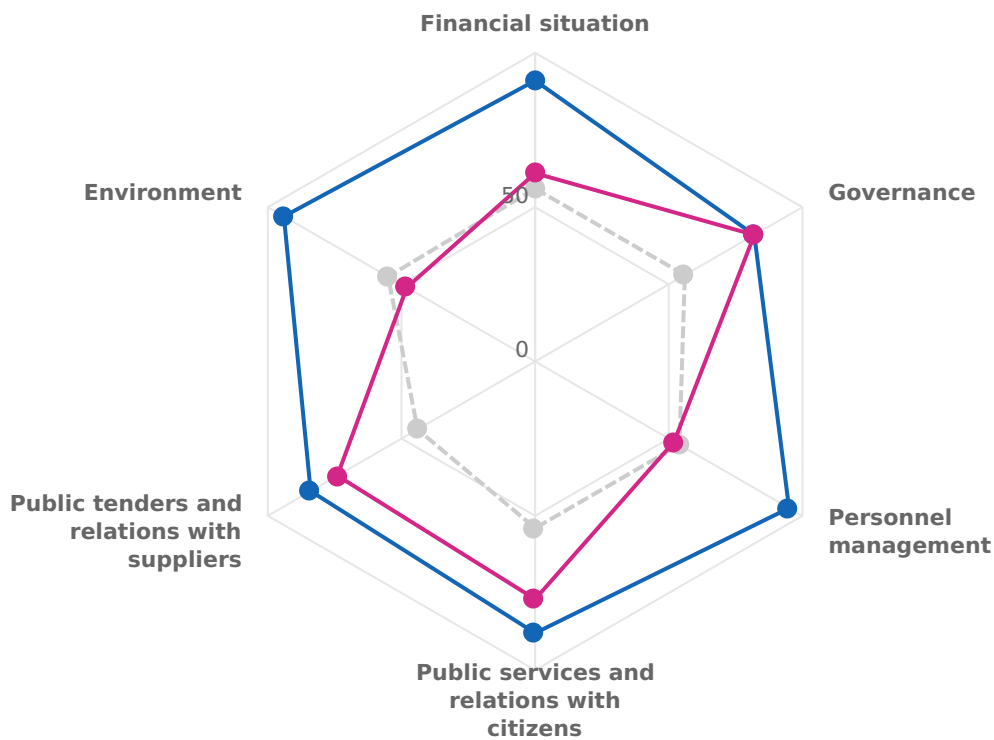 Financial situation
Environment
50
Governance
0
Public tenders and
relations with
suppliers
Personnel
management
Public services and
relations with
citizens